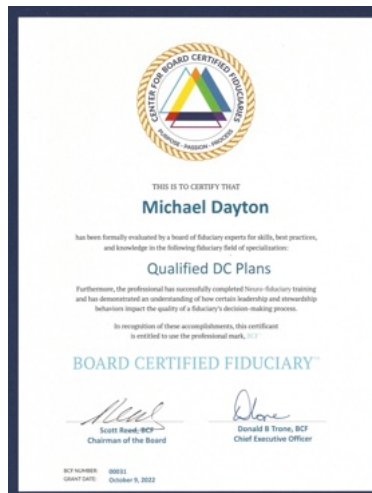 CENTER FOR BOARD CERTIFIED FIDUCIARIES
PURPOSE - PASSION - PROCESS
THIS IS TO CERTIFY THAT
Michael Dayton
has been formally evaluated by a board of fiduciary experts for skills, best practices,
and knowledge in the following fiduciary field of specialization:
Qualified DC Plans
Furthermore, the professional has successfully completed Neuro-fiduciary training
and has demonstrated an understanding of how certain leadership and stewardship
behaviors impact the quality of a fiduciary's decision-making process.
In recognition of these accomplishments, this certificant
is entitled to use the professional mark, BCF™
BOARD CERTIFIED FIDUCIARY™
Scott Reed, BCF
Chairman of the Board
Donald B Trone, BCF
Chief Executive Officer
BCF NUMBER: 00031
GRANT DATE: October 9, 2022